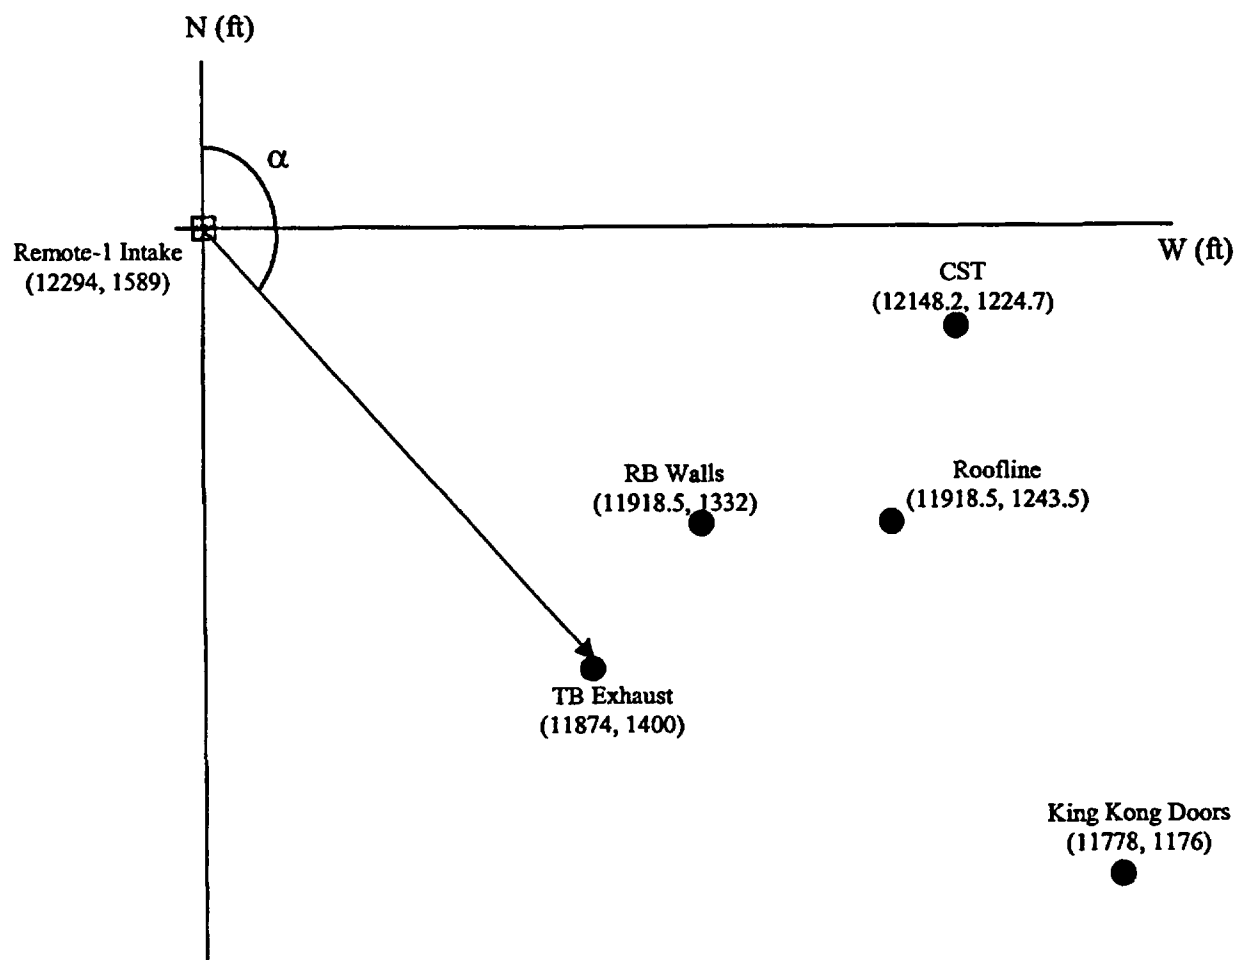 N (ft)
α
Remote-1 Intake
(12294, 1589)
W (ft)
CST
(12148.2, 1224.7)
RB Walls
(11918.5, 1332)
Roofline
(11918.5, 1243.5)
TB Exhaust
(11874, 1400)
King Kong Doors
(11778, 1176)